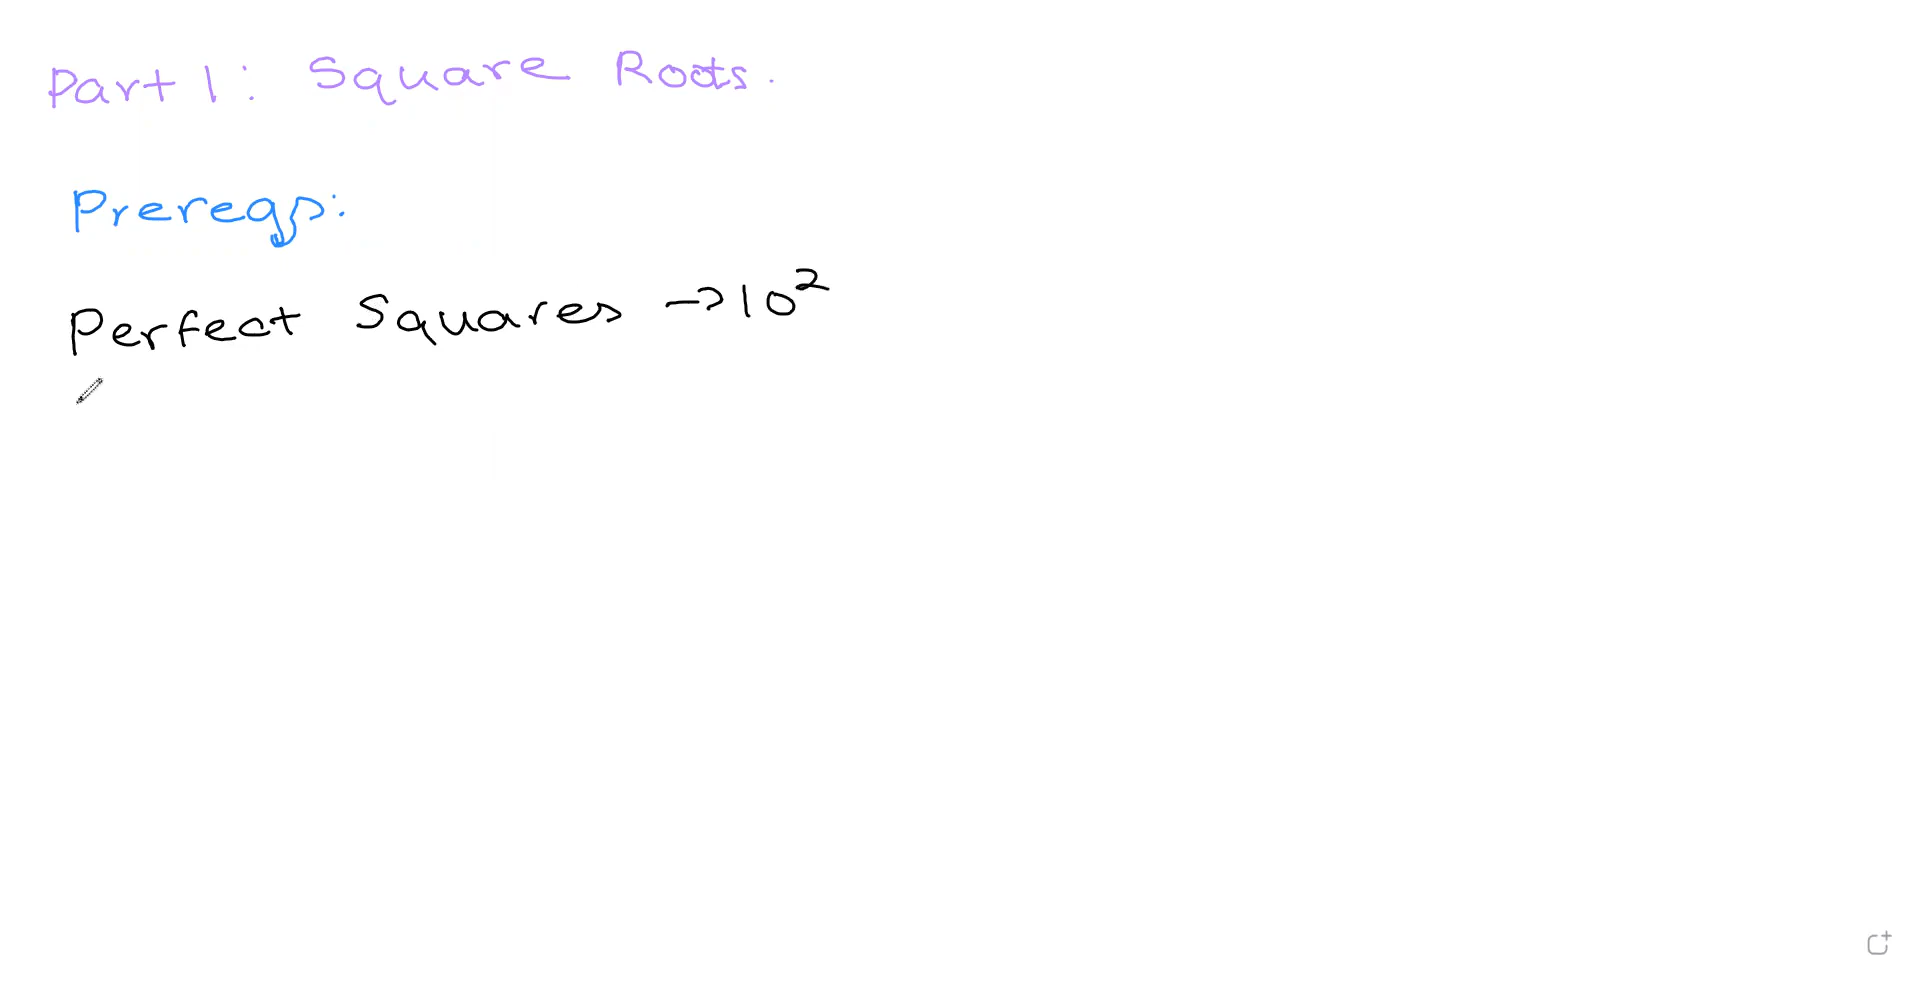 Part 1: Square Roots.
Prereqs:
Perfect Squares → 10²